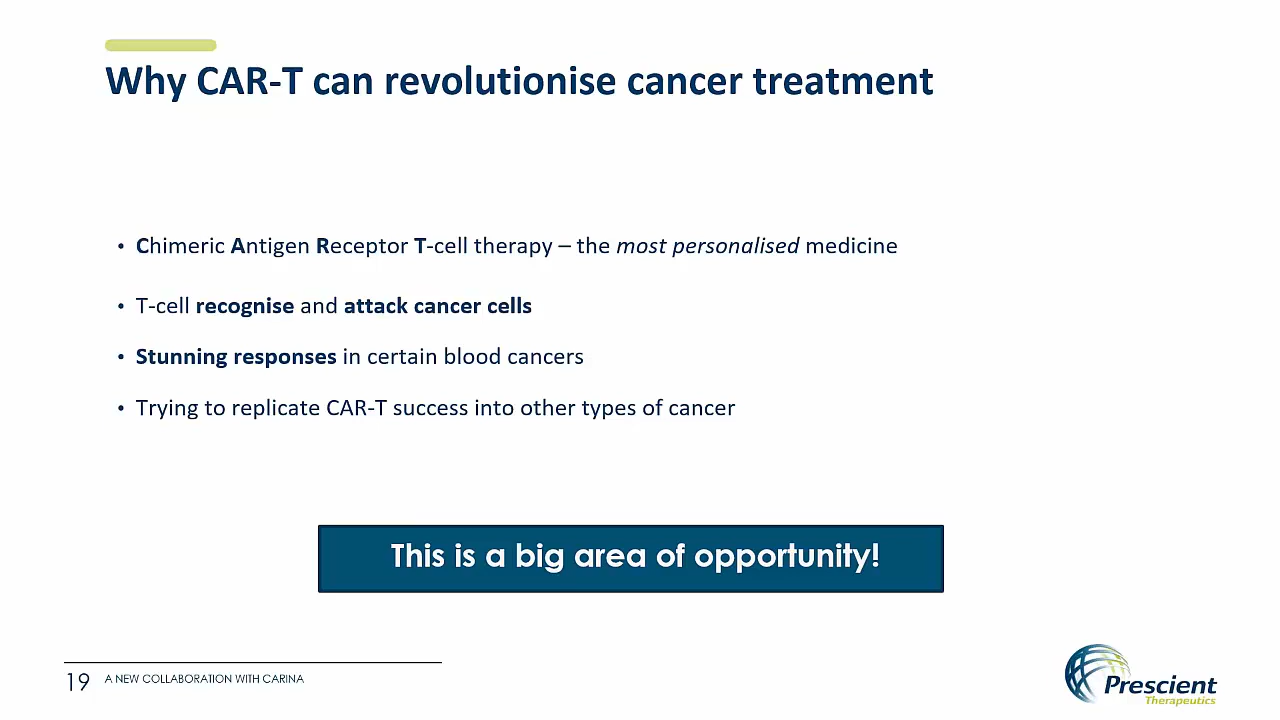 Why CAR-T can revolutionise cancer treatment
• Chimeric Antigen Receptor T-cell therapy – the most personalised medicine
• T-cell recognise and attack cancer cells
• Stunning responses in certain blood cancers
• Trying to replicate CAR-T success into other types of cancer
This is a big area of opportunity!
19 A NEW COLLABORATION WITH CARINA
Prescient
Therapeutics